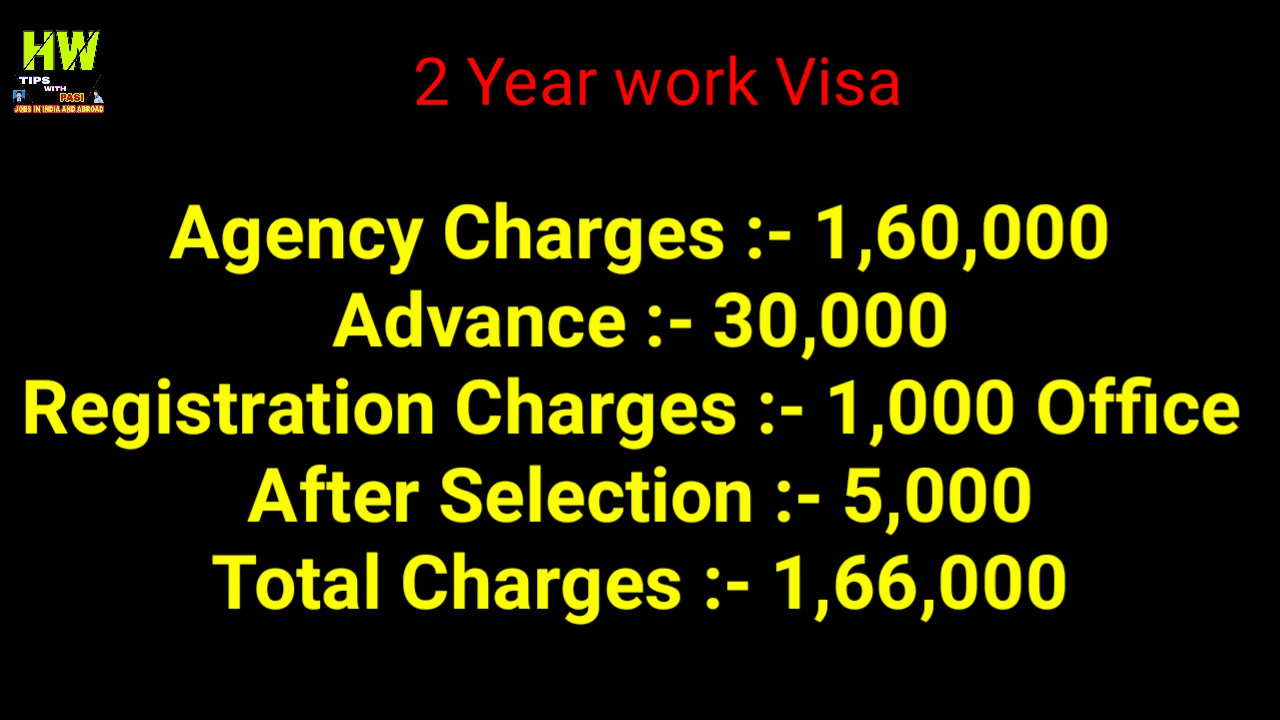 HW
TIPS
WITH
PASI
JOBS IN INDIA AND ABROAD
2 Year work Visa
Agency Charges :- 1,60,000
Advance :- 30,000
Registration Charges :- 1,000 Office
After Selection :- 5,000
Total Charges :- 1,66,000